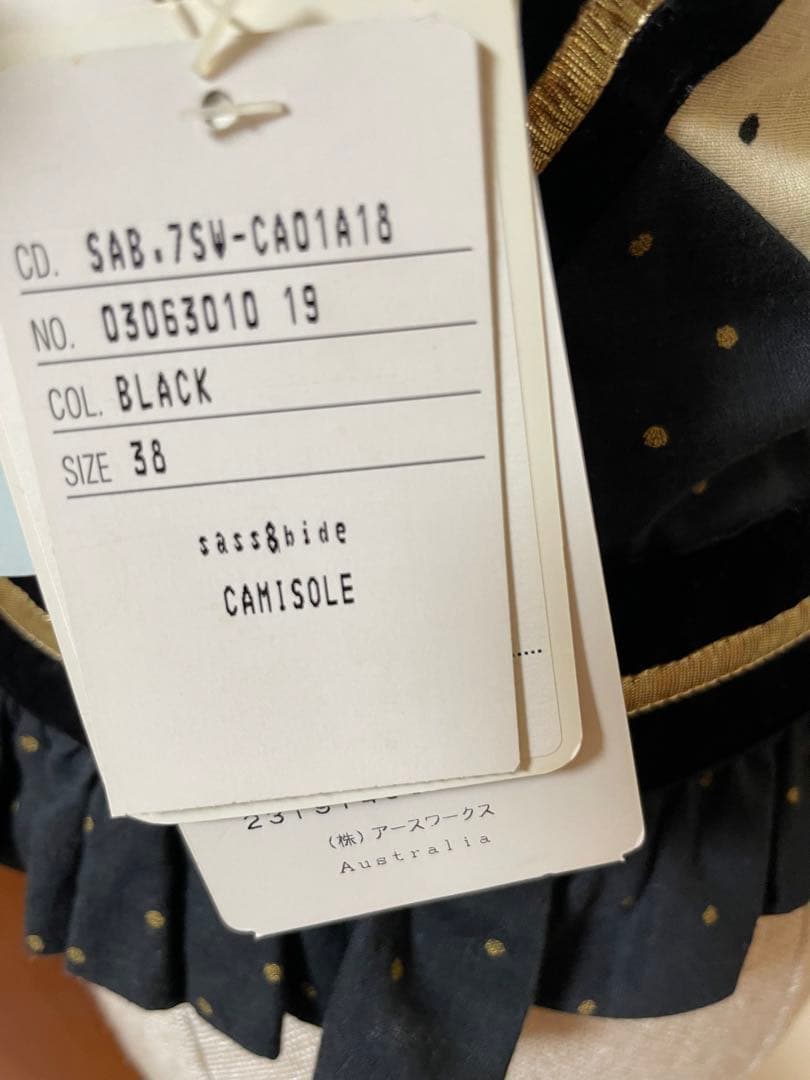 CD. SAB.7SW-CA01A18
NO. 03063010 19
COL. BLACK
SIZE 38
sass&bide
CAMISOLE
(株)アースワークス
Australia